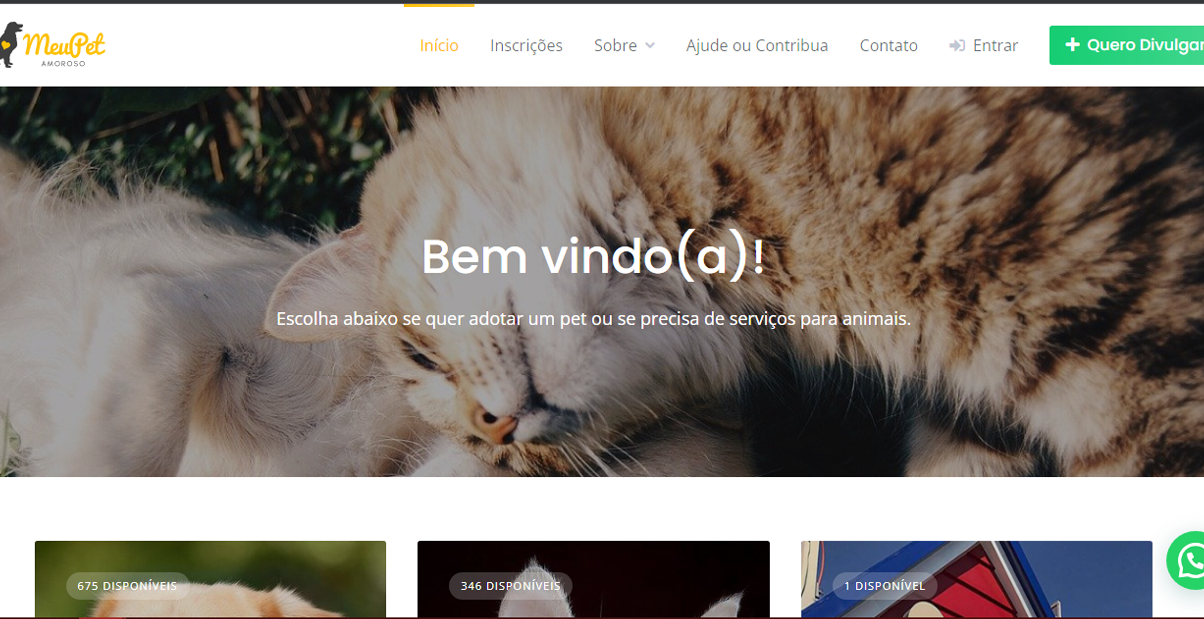 MeuPet
AMOROSO
Início
Inscrições
Sobre
Ajude ou Contribua
Contato
Entrar
Quero Divulgar
Bem vindo(a)!
Escolha abaixo se quer adotar um pet ou se precisa de serviços para animais.
675 DISPONÍVEIS
346 DISPONÍVEIS
1 DISPONÍVEL